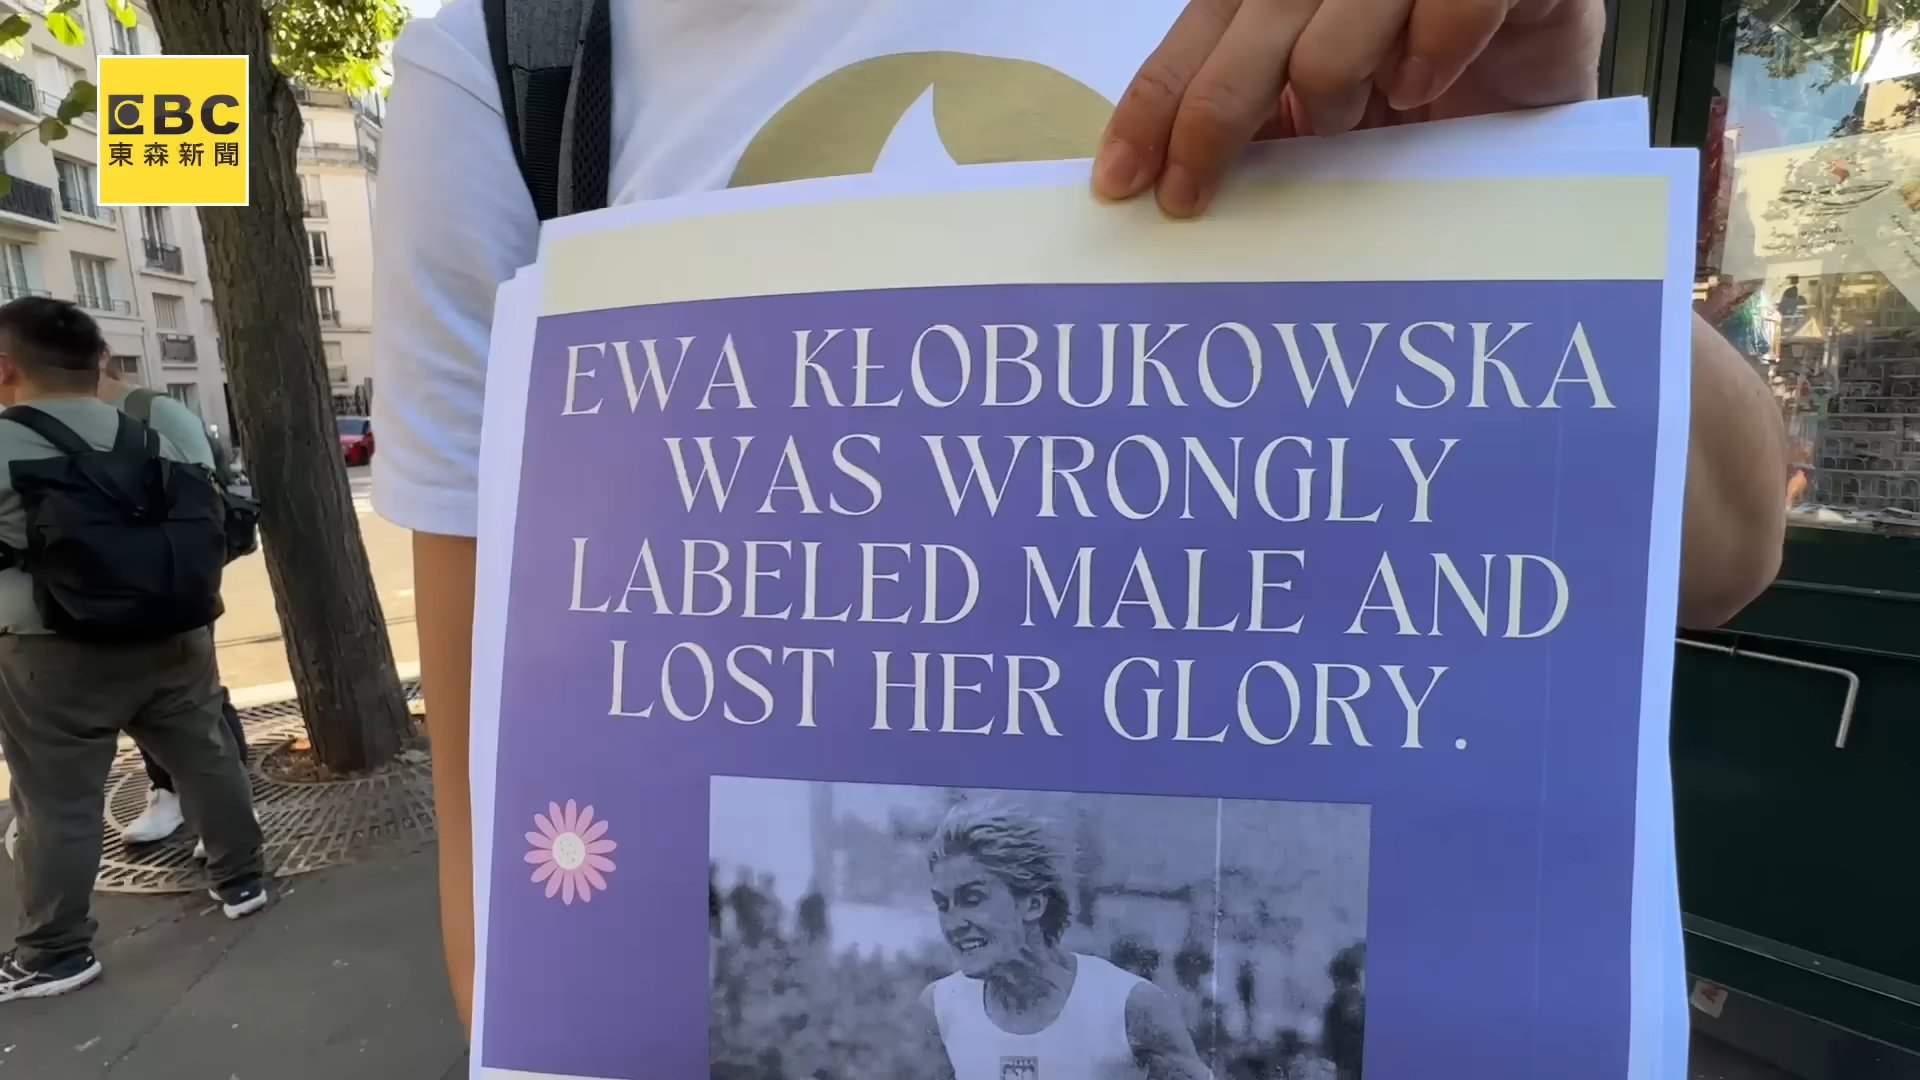 EBC
東森新聞
EWA KŁOBUKOWSKA
WAS WRONGLY
LABELED MALE AND
LOST HER GLORY.